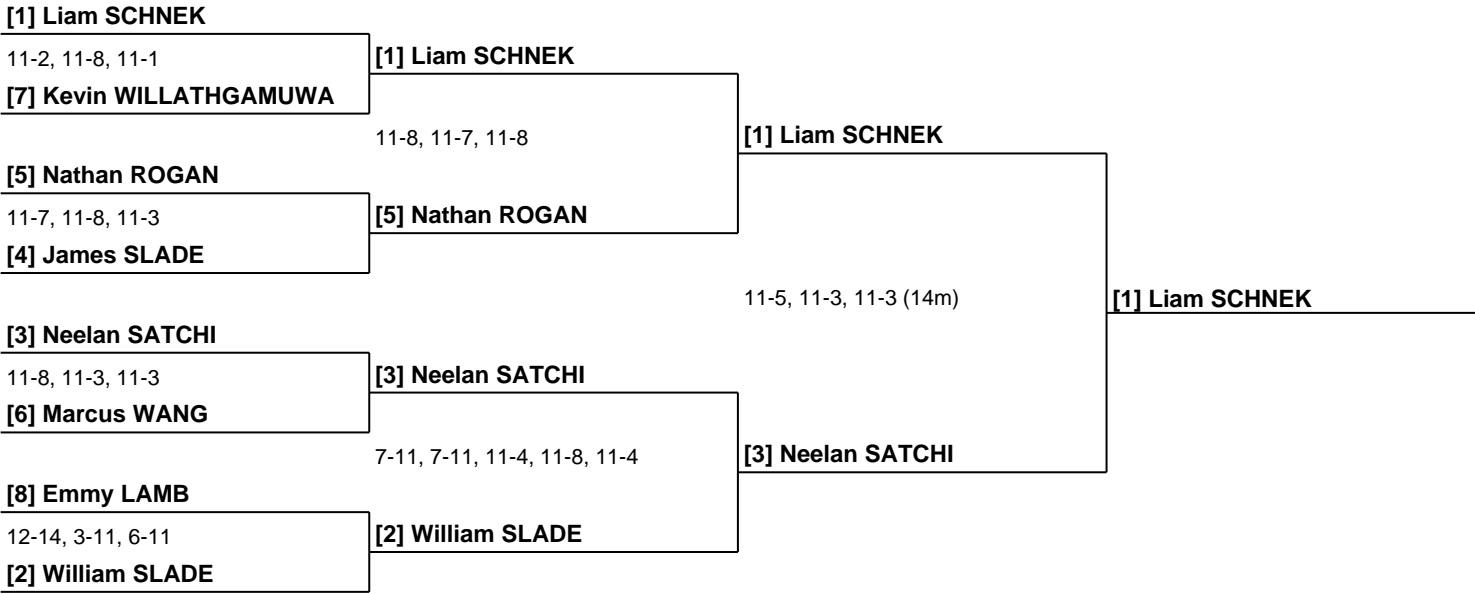 [1] Liam SCHNEK
11-2, 11-8, 11-1
[1] Liam SCHNEK
[7] Kevin WILLATHGAMUWA
11-8, 11-7, 11-8
[1] Liam SCHNEK
[5] Nathan ROGAN
11-7, 11-8, 11-3
[5] Nathan ROGAN
[4] James SLADE
11-5, 11-3, 11-3 (14m)
[1] Liam SCHNEK
[3] Neelan SATCHI
11-8, 11-3, 11-3
[3] Neelan SATCHI
[6] Marcus WANG
7-11, 7-11, 11-4, 11-8, 11-4
[3] Neelan SATCHI
[8] Emmy LAMB
12-14, 3-11, 6-11
[2] William SLADE
[2] William SLADE